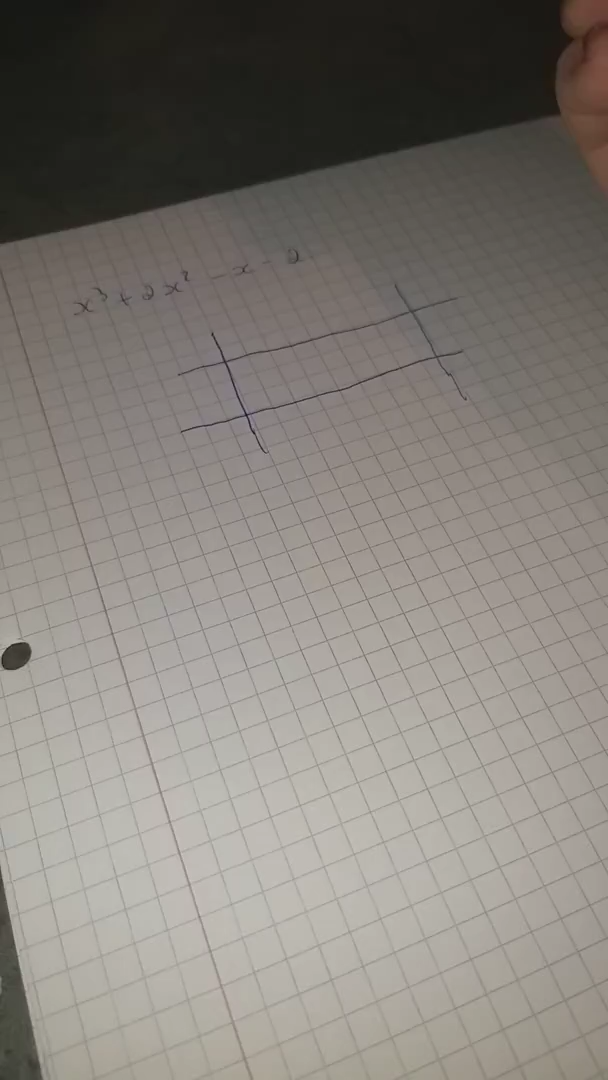 x³ + 2x² - x - 2